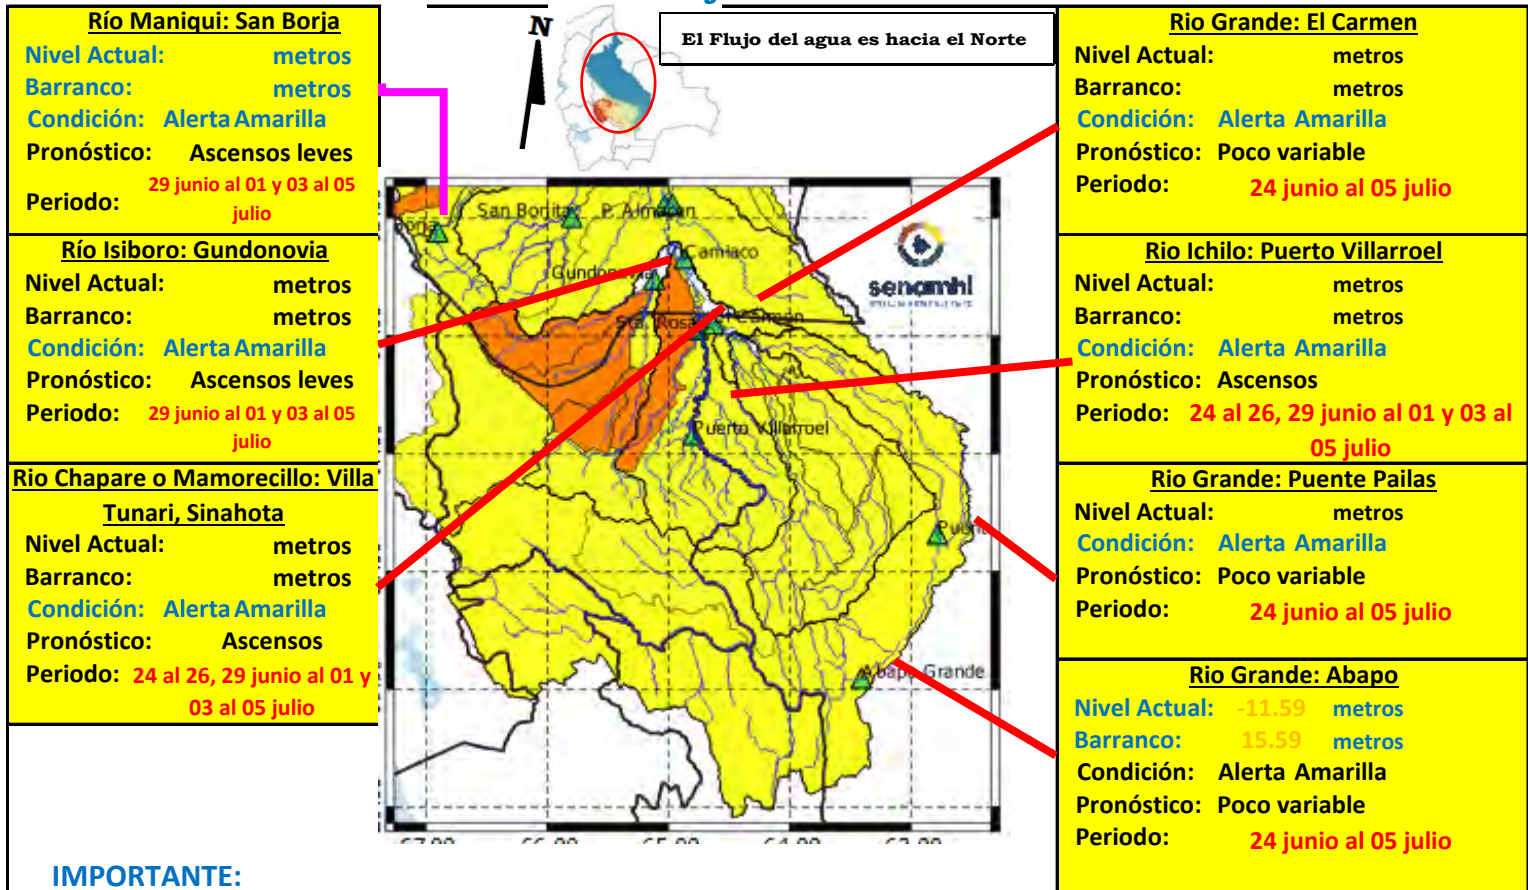 Río Maniqui: San Borja
Nivel Actual: metros
Barranco: metros
Condición: Alerta Amarilla
Pronóstico: Ascensos leves
Periodo: 29 junio al 01 y 03 al 05
julio
Río Isiboro: Gundonovia
Nivel Actual: metros
Barranco: metros
Condición: Alerta Amarilla
Pronóstico: Ascensos leves
Periodo: 29 junio al 01 y 03 al 05
julio
Rio Chapare o Mamorecillo: Villa
Tunari, Sinahota
Nivel Actual: metros
Barranco: metros
Condición: Alerta Amarilla
Pronóstico: Ascensos
Periodo: 24 al 26, 29 junio al 01 y
03 al 05 julio
IMPORTANTE:
N
El Flujo del agua es hacia el Norte
San Borjita
P. Almacen
Camiaco
Gundonovia
senamhi
Sta. Rosa
El Carmen
Puerto Villarroel
Abapo Grande
Rio Grande: El Carmen
Nivel Actual: metros
Barranco: metros
Condición: Alerta Amarilla
Pronóstico: Poco variable
Periodo: 24 junio al 05 julio
Rio Ichilo: Puerto Villarroel
Nivel Actual: metros
Barranco: metros
Condición: Alerta Amarilla
Pronóstico: Ascensos
Periodo: 24 al 26, 29 junio al 01 y 03 al
05 julio
Rio Grande: Puente Pailas
Nivel Actual: metros
Condición: Alerta Amarilla
Pronóstico: Poco variable
Periodo: 24 junio al 05 julio
Rio Grande: Abapo
Nivel Actual: -11.59 metros
Barranco: 15.59 metros
Condición: Alerta Amarilla
Pronóstico: Poco variable
Periodo: 24 junio al 05 julio